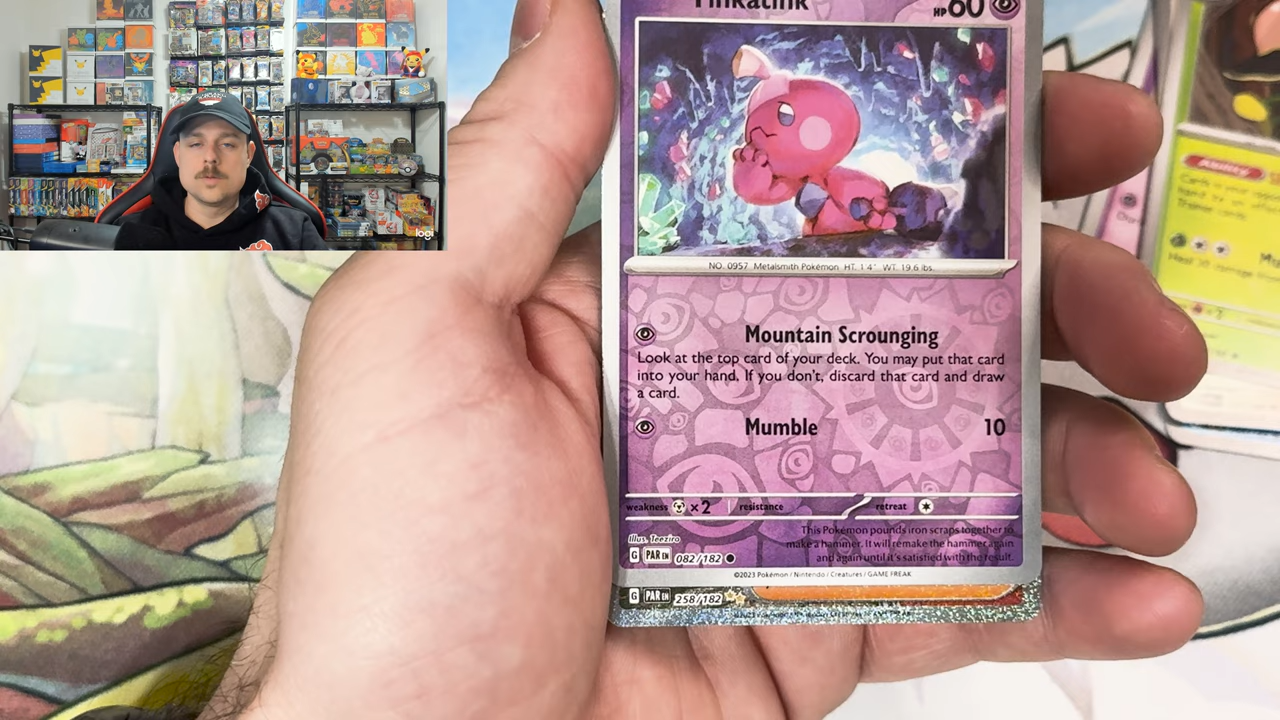 Tinkatink HP60
NO. 0957 Metalsmith Pokémon HT. 1'4" WT. 19.6 lbs.
Mountain Scrounging
Look at the top card of your deck. You may put that card
into your hand. If you don't, discard that card and draw
a card.
Mumble 10
weakness ×2 resistance retreat
Illus. Teeziro
This Pokémon pounds iron scraps together to
make a hammer. It will remake the hammer again
and again until it's satisfied with the result.
G PAR EN 082/182
©2023 Pokémon / Nintendo / Creatures / GAME FREAK
G PAR EN 258/182
Ability
logi